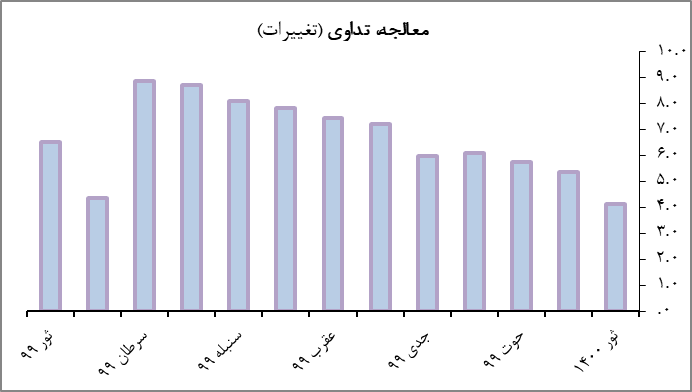 معالجه، تداوی (تغییرات)
۱۰.۰
۹.۰
۸.۰
۷.۰
۶.۰
۵.۰
۴.۰
۳.۰
۲.۰
۱.۰
۰.
ثور ۹۹
سرطان ۹۹
سنبله ۹۹
عقرب ۹۹
جدی ۹۹
حوت ۹۹
ثور ۱۴۰۰